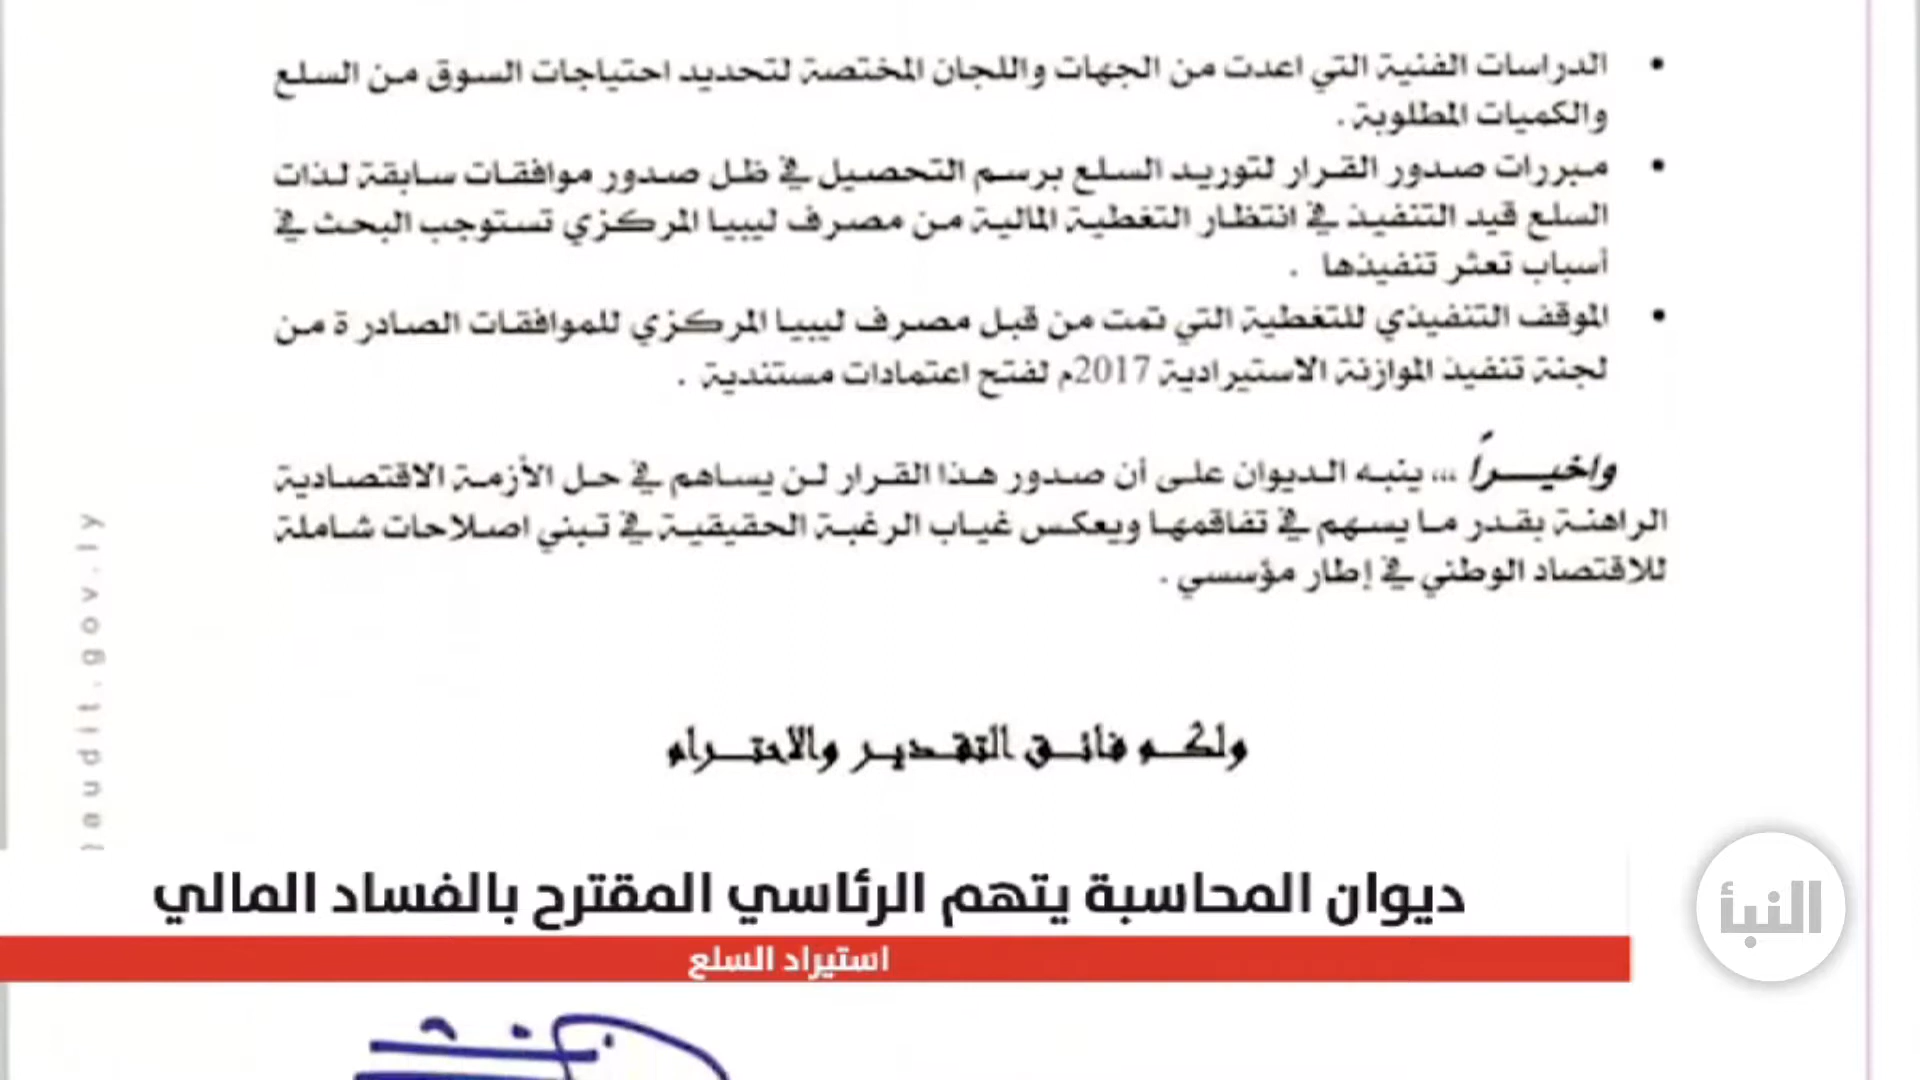 • الدراسات الفنية التي اعدت من الجهات واللجان المختصة لتحديد احتياجات السوق من السلع
والكميات المطلوبة .
• مبررات صدور القرار لتوريد السلع برسم التحصيل في ظل صدور موافقات سابقة لذات
السلع قيد التنفيذ في انتظار التغطية المالية من مصرف ليبيا المركزي تستوجب البحث في
أسباب تعثر تنفيذها .
• الموقف التنفيذي للتغطية التي تمت من قبل مصرف ليبيا المركزي للموافقات الصادرة من
لجنة تنفيذ الموازنة الاستيرادية 2017م لفتح اعتمادات مستندية .
واخيــــراً ... ينبه الديوان على أن صدور هذا القرار لن يساهم في حل الأزمة الاقتصادية
الراهنة بقدر ما يسهم في تفاقمها ويعكس غياب الرغبة الحقيقية في تبني اصلاحات شاملة
للاقتصاد الوطني في إطار مؤسسي .
ولكـم فائـق التقـديـر والاحتـرام
audit.gov.ly
ديوان المحاسبة يتهم الرئاسي المقترح بالفساد المالي
استيراد السلع
النبأ